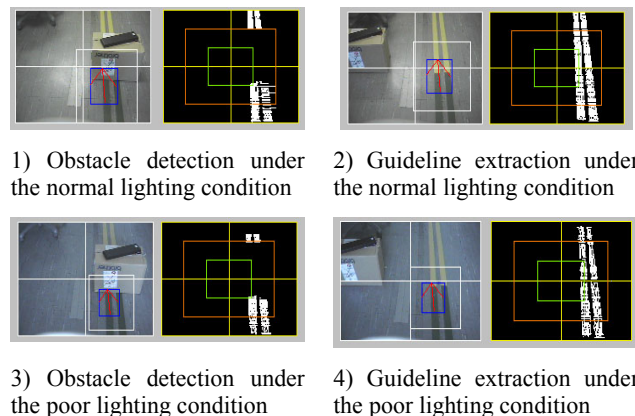 1) Obstacle detection under
the normal lighting condition
2) Guideline extraction under
the normal lighting condition
3) Obstacle detection under
the poor lighting condition
4) Guideline extraction under
the poor lighting condition